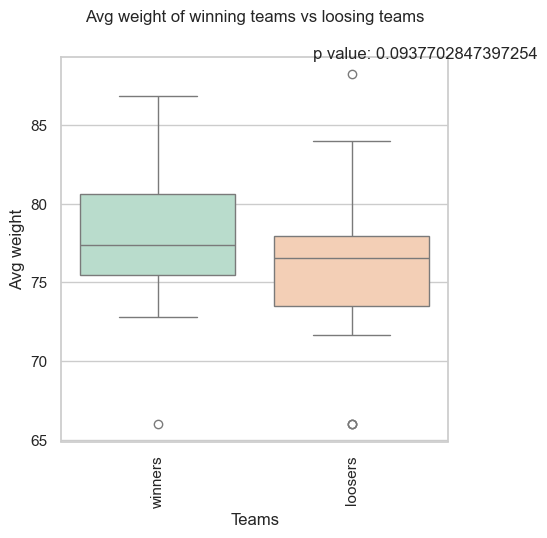 Avg weight of winning teams vs loosing teams
p value: 0.0937702847397254
85
80
75
70
65
Avg weight
winners
loosers
Teams